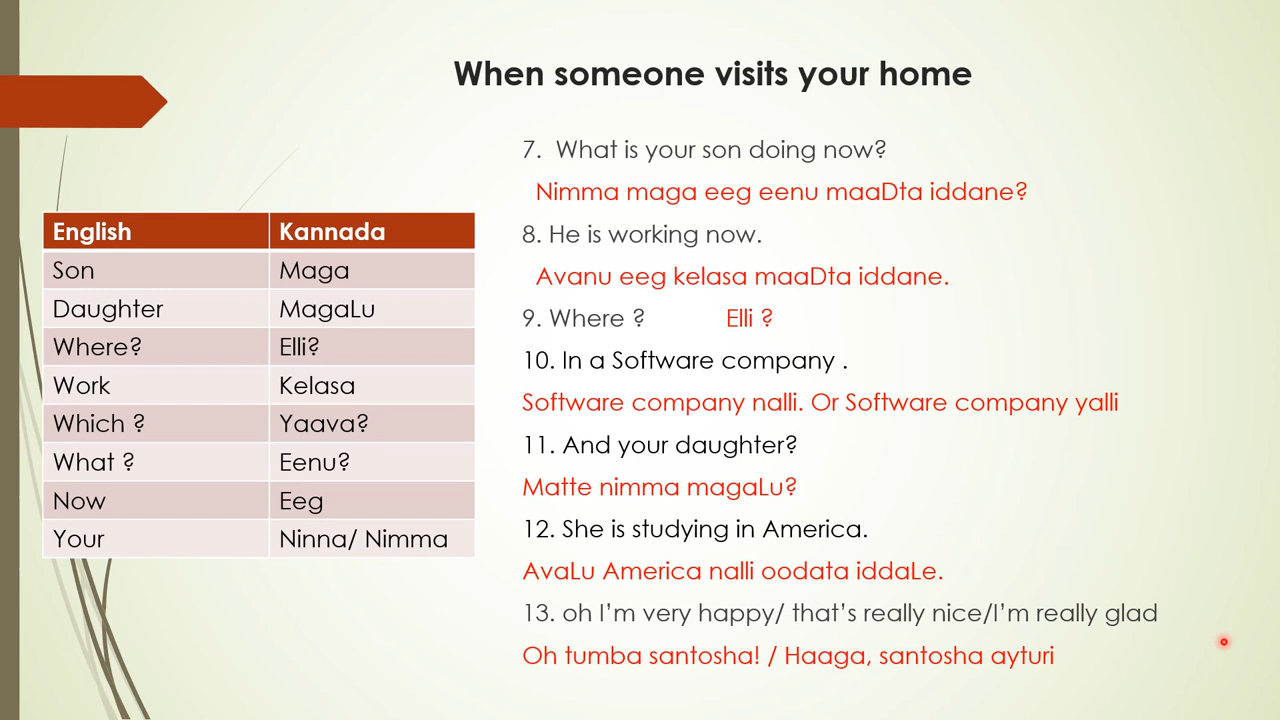 When someone visits your home
English Kannada
Son Maga
Daughter MagaLu
Where? Elli?
Work Kelasa
Which ? Yaava?
What ? Eenu?
Now Eeg
Your Ninna/ Nimma
7. What is your son doing now?
Nimma maga eeg eenu maaDta iddane?
8. He is working now.
Avanu eeg kelasa maaDta iddane.
9. Where ? Elli ?
10. In a Software company .
Software company nalli. Or Software company yalli
11. And your daughter?
Matte nimma magaLu?
12. She is studying in America.
AvaLu America nalli oodata iddaLe.
13. oh I’m very happy/ that’s really nice/I’m really glad
Oh tumba santosha! / Haaga, santosha ayturi